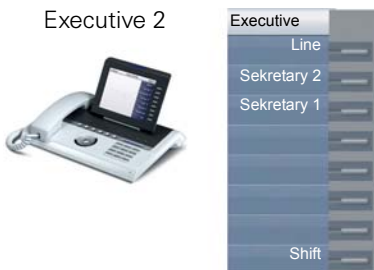 Executive 2
Executive
Line
Sekretary 2
Sekretary 1
Shift